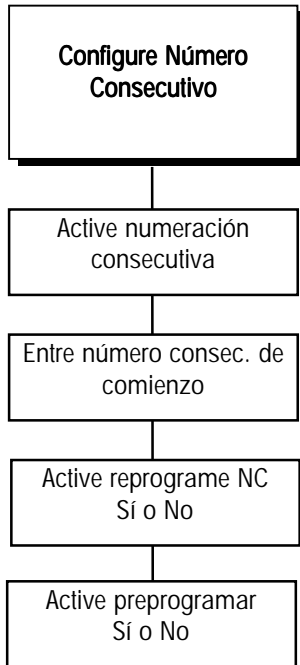 Configure Número
Consecutivo
Active numeración
consecutiva
Entre número consec. de
comienzo
Active reprograme NC
Sí o No
Active preprogramar
Sí o No